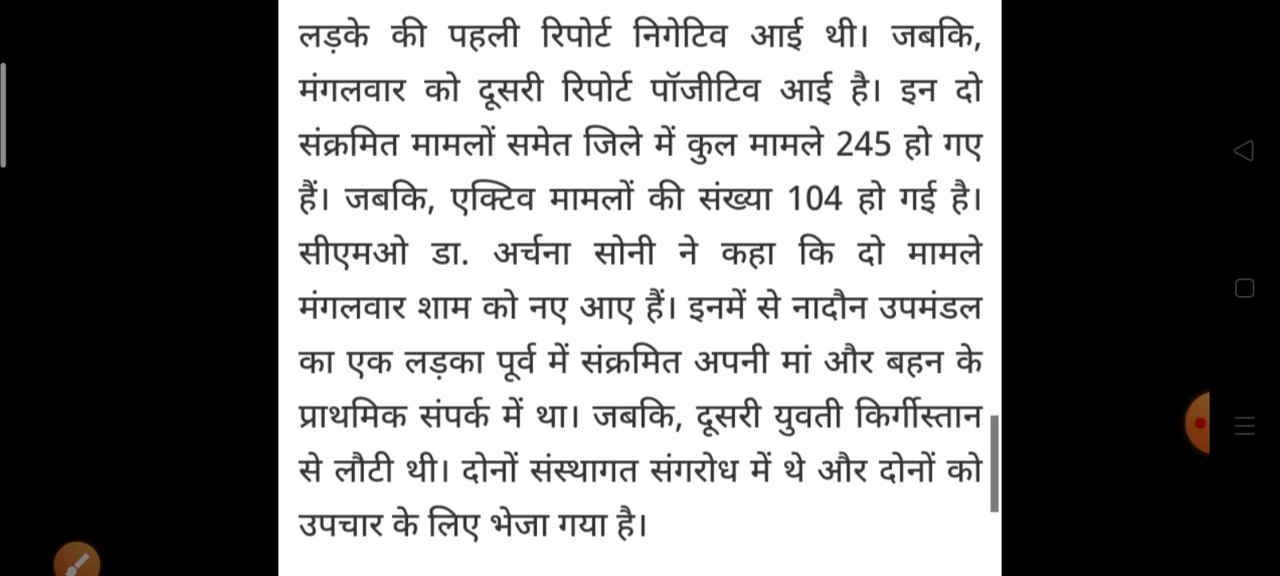 लड़के की पहली रिपोर्ट निगेटिव आई थी। जबकि,
मंगलवार को दूसरी रिपोर्ट पॉजीटिव आई है। इन दो
संक्रमित मामलों समेत जिले में कुल मामले 245 हो गए
हैं। जबकि, एक्टिव मामलों की संख्या 104 हो गई है।
सीएमओ डा. अर्चना सोनी ने कहा कि दो मामले
मंगलवार शाम को नए आए हैं। इनमें से नादौन उपमंडल
का एक लड़का पूर्व में संक्रमित अपनी मां और बहन के
प्राथमिक संपर्क में था। जबकि, दूसरी युवती किर्गीस्तान
से लौटी थी। दोनों संस्थागत संगरोध में थे और दोनों को
उपचार के लिए भेजा गया है।